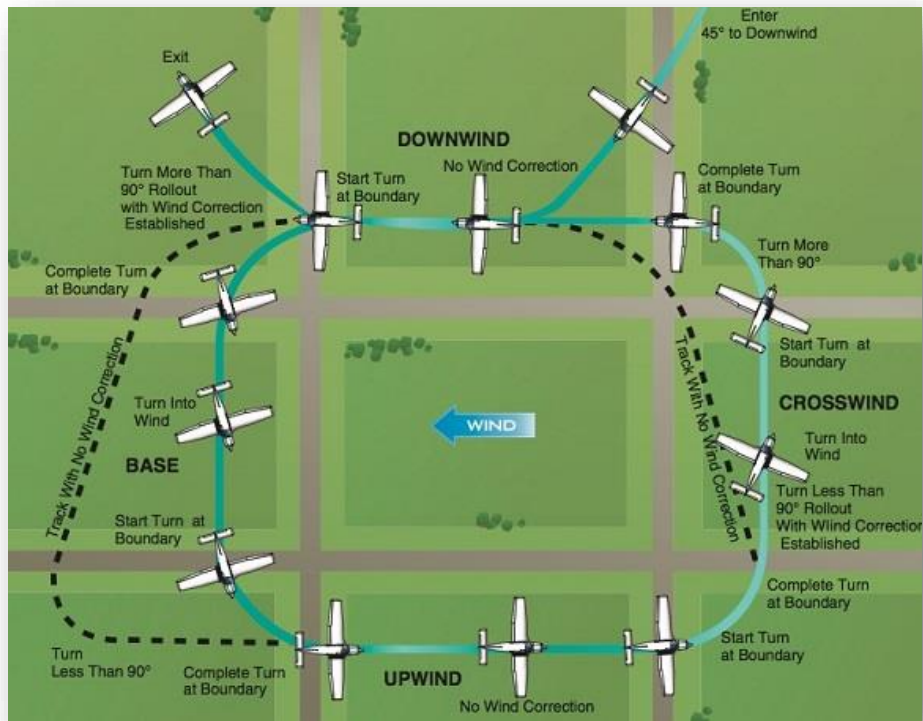 Enter
45° to Downwind
Exit
DOWNWIND
No Wind Correction
Turn More Than
90° Rollout
with Wind Correction
Established
Start Turn
at Boundary
Complete Turn
at Boundary
Turn More
Than 90°
Complete Turn
at Boundary
Track With No Wind Correction
Turn Into
Wind
BASE
WIND
Track With No Wind Correction
Start Turn at
Boundary
CROSSWIND
Turn Into
Wind
Turn Less Than
90° Rollout
With WIind Correction
Established
Start Turn at
Boundary
Complete Turn
at Boundary
Start Turn
at Boundary
Turn
Less Than 90°
Complete Turn
at Boundary
UPWIND
No Wind Correction